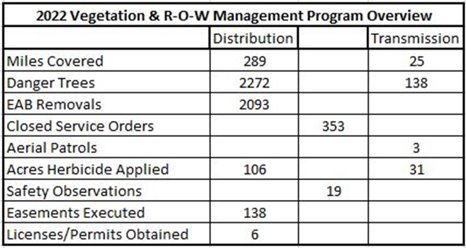 2022 Vegetation & R-O-W Management Program Overview
Distribution Transmission
Miles Covered 289 25
Danger Trees 2272 138
EAB Removals 2093
Closed Service Orders 353
Aerial Patrols 3
Acres Herbicide Applied 106 31
Safety Observations 19
Easements Executed 138
Licenses/Permits Obtained 6